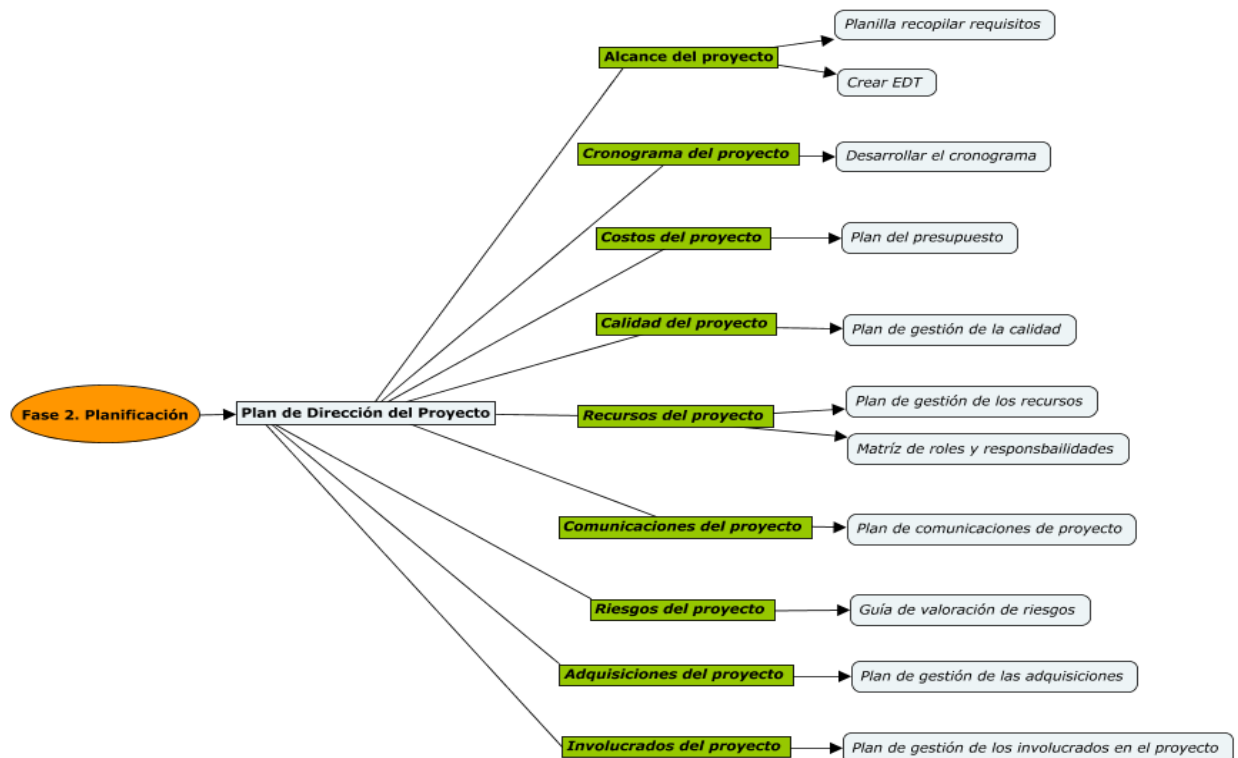 Planilla recopilar requisitos
Alcance del proyecto
Crear EDT
Cronograma del proyecto
Desarrollar el cronograma
Costos del proyecto
Plan del presupuesto
Calidad del proyecto
Plan de gestión de la calidad
Fase 2. Planificación
Plan de Dirección del Proyecto
Recursos del proyecto
Plan de gestión de los recursos
Matríz de roles y responsbailidades
Comunicaciones del proyecto
Plan de comunicaciones de proyecto
Riesgos del proyecto
Guía de valoración de riesgos
Adquisiciones del proyecto
Plan de gestión de las adquisiciones
Involucrados del proyecto
Plan de gestión de los involucrados en el proyecto